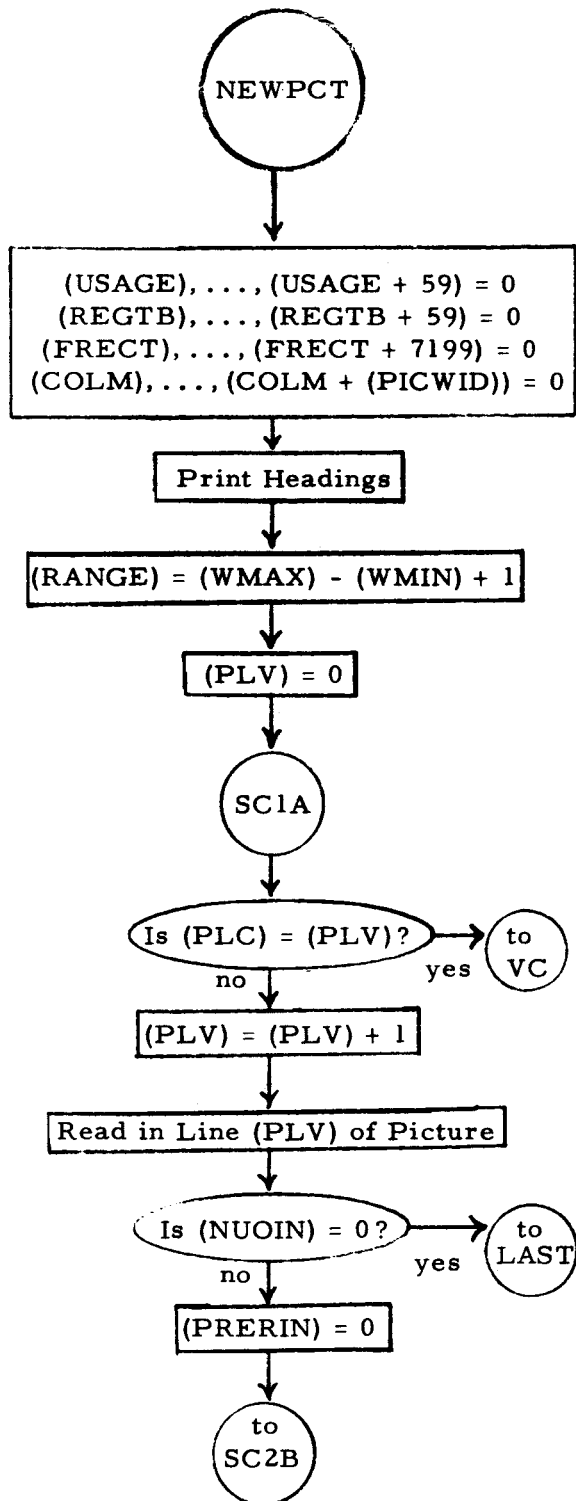 NEWPCT
(USAGE), . . . , (USAGE + 59) = 0
(REGTB), . . . , (REGTB + 59) = 0
(FRECT), . . . , (FRECT + 7199) = 0
(COLM), . . . , (COLM + (PICWID)) = 0
Print Headings
(RANGE) = (WMAX) - (WMIN) + 1
(PLV) = 0
SC1A
Is (PLC) = (PLV)?
yes
to
VC
no
(PLV) = (PLV) + 1
Read in Line (PLV) of Picture
Is (NUOIN) = 0?
yes
to
LAST
no
(PRERIN) = 0
to
SC2B